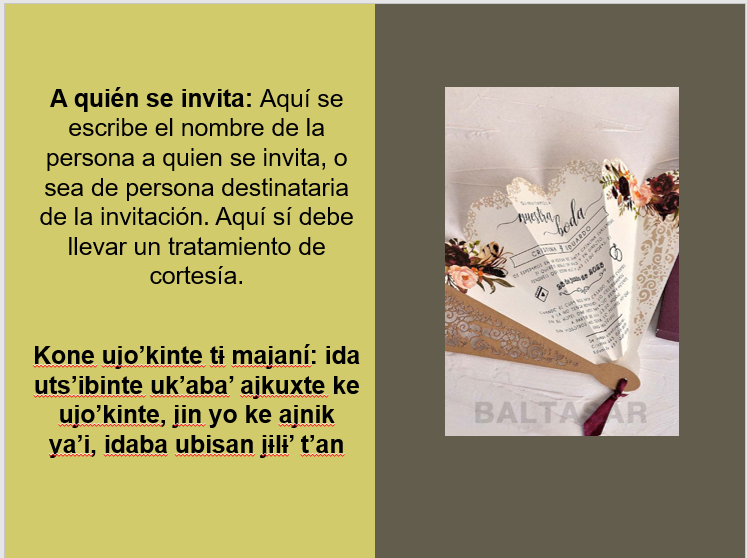 A quién se invita: Aquí se
escribe el nombre de la
persona a quien se invita, o
sea de persona destinataria
de la invitación. Aquí sí debe
llevar un tratamiento de
cortesía.
Kone ujo’kinte tɨ majaní: ida
uts’ibinte uk’aba’ ajkuxte ke
ujo’kinte, jin yo ke ajnik
ya’i, idaba ubisan jɨlɨ’ t’an
nuestra
boda
CRISTINA & EDUARDO
BALTASAR